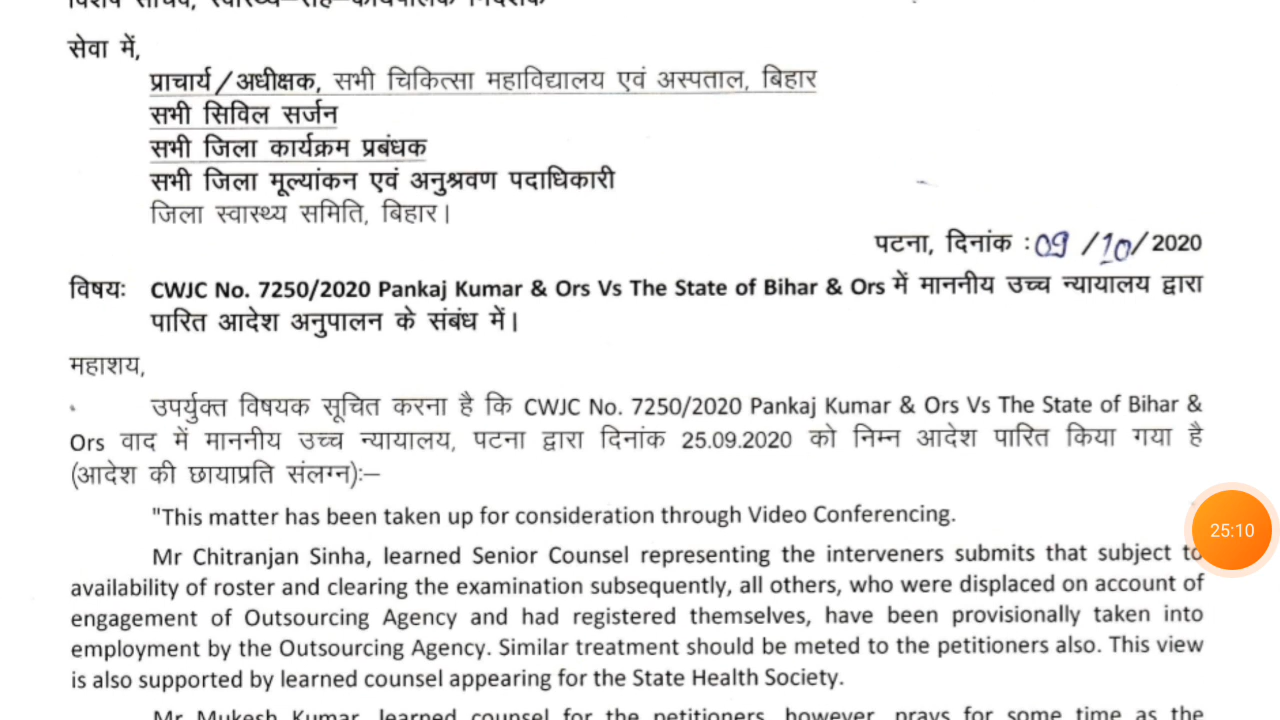 विशेष सचिव, स्वास्थ्य–सह–कार्यपालक निदेशक
सेवा में,
प्राचार्य/अधीक्षक, सभी चिकित्सा महाविद्यालय एवं अस्पताल, बिहार
सभी सिविल सर्जन
सभी जिला कार्यक्रम प्रबंधक
सभी जिला मूल्यांकन एवं अनुश्रवण पदाधिकारी
जिला स्वास्थ्य समिति, बिहार।
पटना, दिनांक : 09/10/2020
विषयः CWJC No. 7250/2020 Pankaj Kumar & Ors Vs The State of Bihar & Ors में माननीय उच्च न्यायालय द्वारा
पारित आदेश अनुपालन के संबंध में।
महाशय,
उपर्युक्त विषयक सूचित करना है कि CWJC No. 7250/2020 Pankaj Kumar & Ors Vs The State of Bihar &
Ors वाद में माननीय उच्च न्यायालय, पटना द्वारा दिनांक 25.09.2020 को निम्न आदेश पारित किया गया है
(आदेश की छायाप्रति संलग्न):–
"This matter has been taken up for consideration through Video Conferencing.
Mr Chitranjan Sinha, learned Senior Counsel representing the interveners submits that subject to
25:10
availability of roster and clearing the examination subsequently, all others, who were displaced on account of
engagement of Outsourcing Agency and had registered themselves, have been provisionally taken into
employment by the Outsourcing Agency. Similar treatment should be meted to the petitioners also. This view
is also supported by learned counsel appearing for the State Health Society.
Mr Mukesh Kumar, learned counsel for the petitioners, however, prays for some time as the